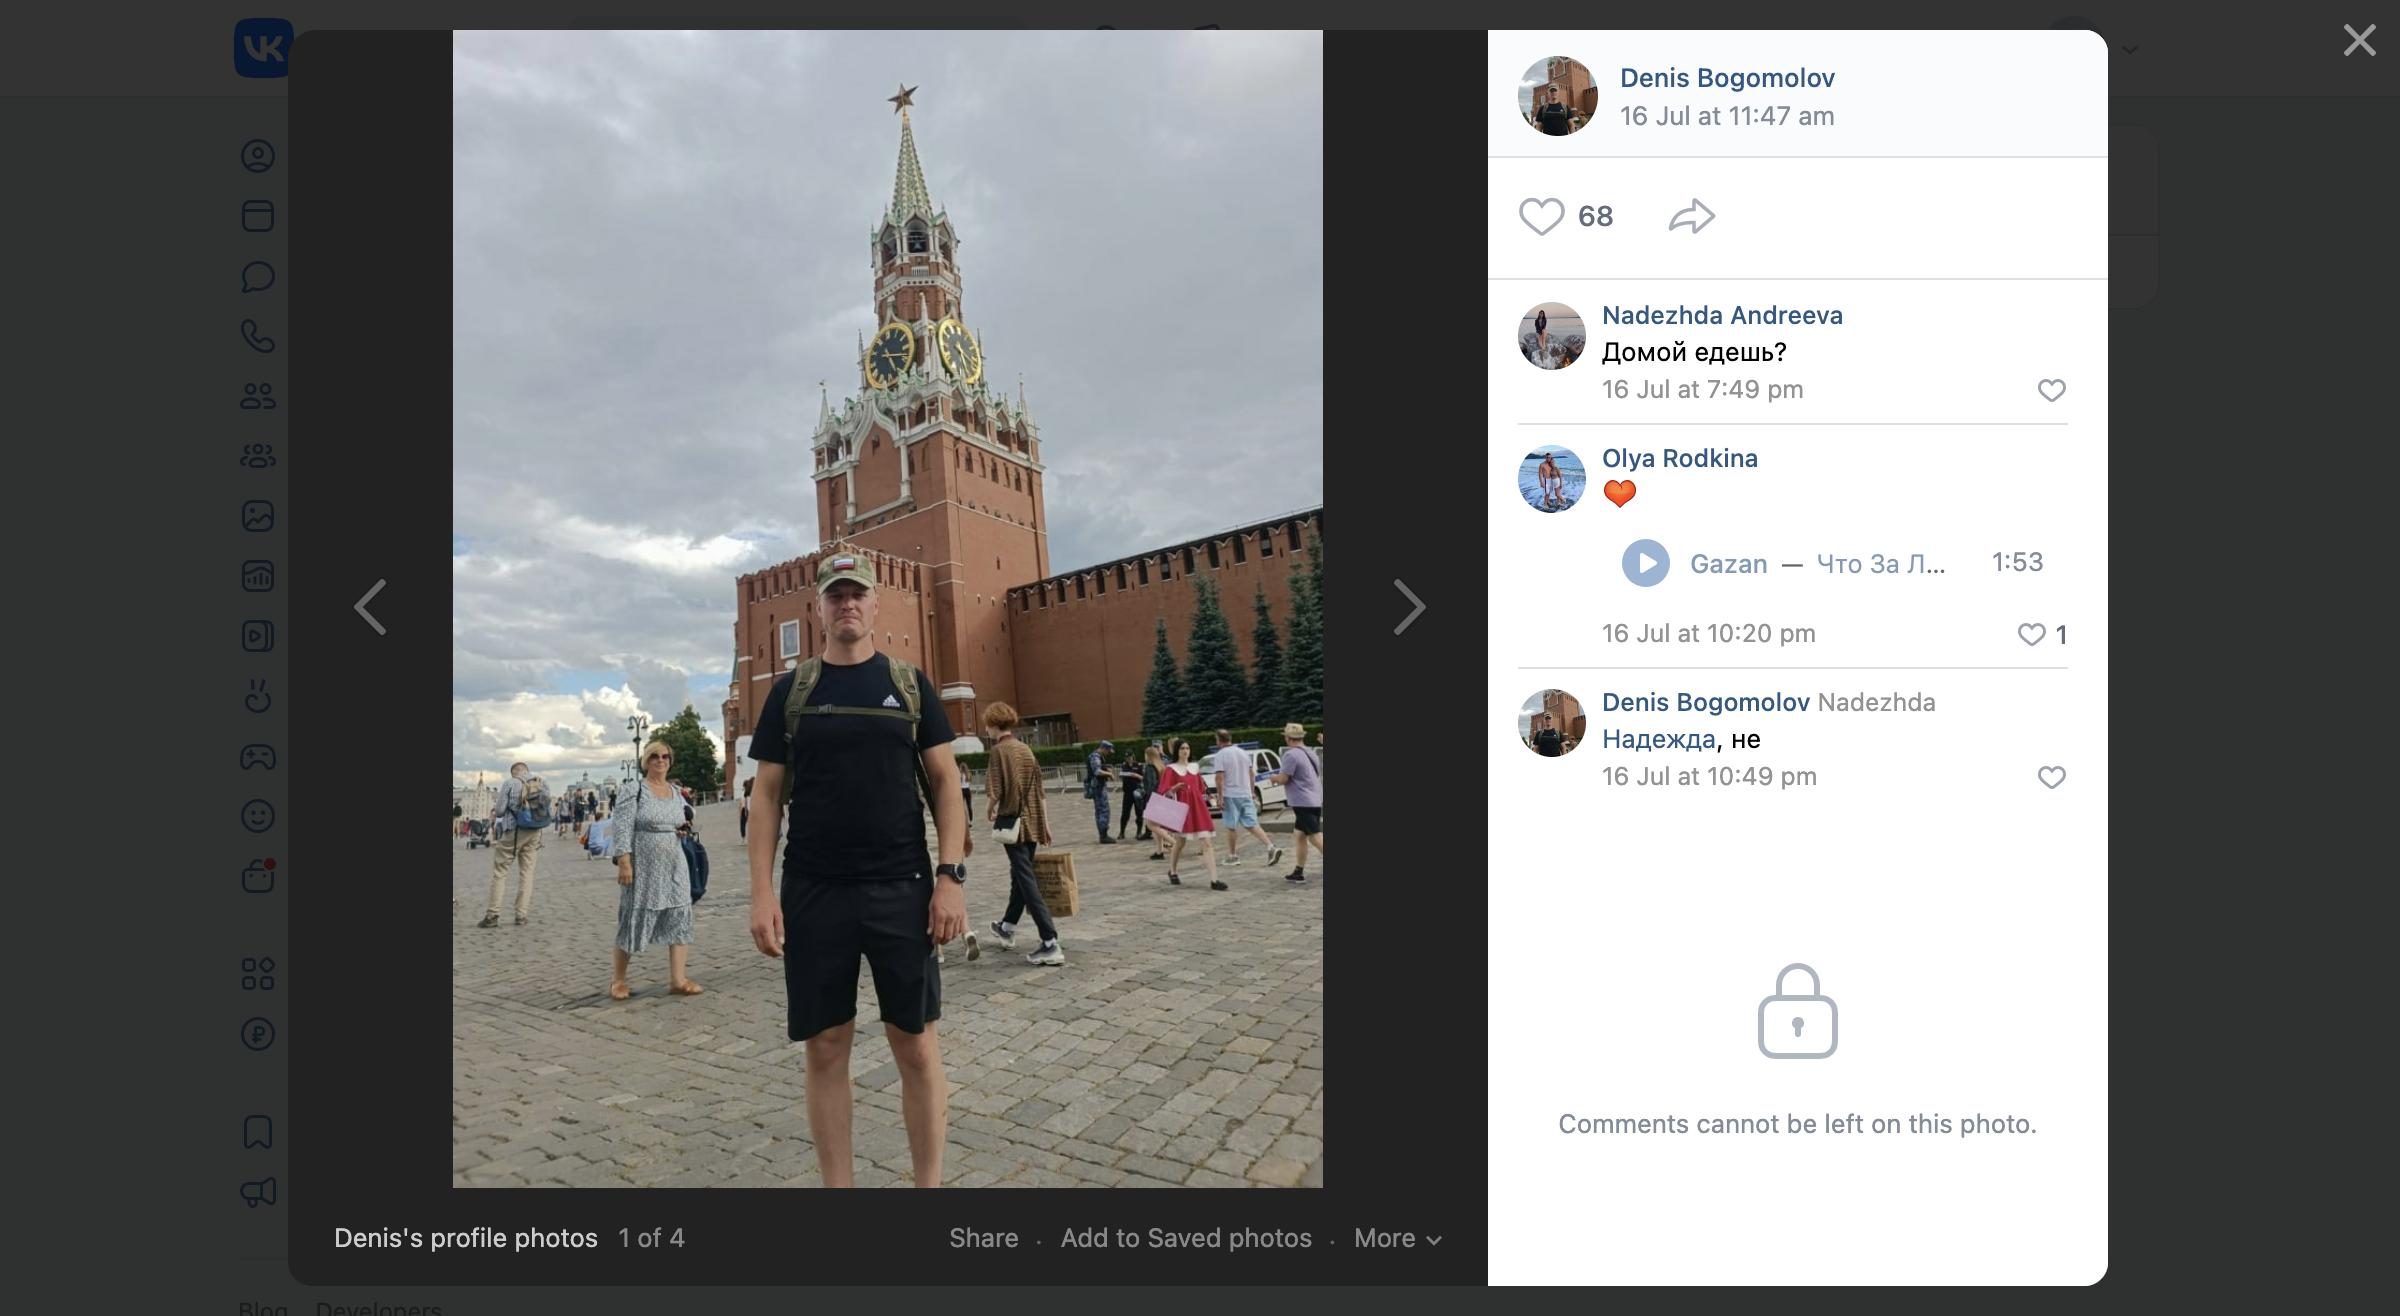 VK
Denis Bogomolov
16 Jul at 11:47 am
68
Nadezhda Andreeva
Домой едешь?
16 Jul at 7:49 pm
Olya Rodkina
Gazan — Что За Л...
1:53
16 Jul at 10:20 pm
1
Denis Bogomolov Nadezhda
Надежда, не
16 Jul at 10:49 pm
Comments cannot be left on this photo.
Denis's profile photos 1 of 4
Share · Add to Saved photos · More
Blog Developers